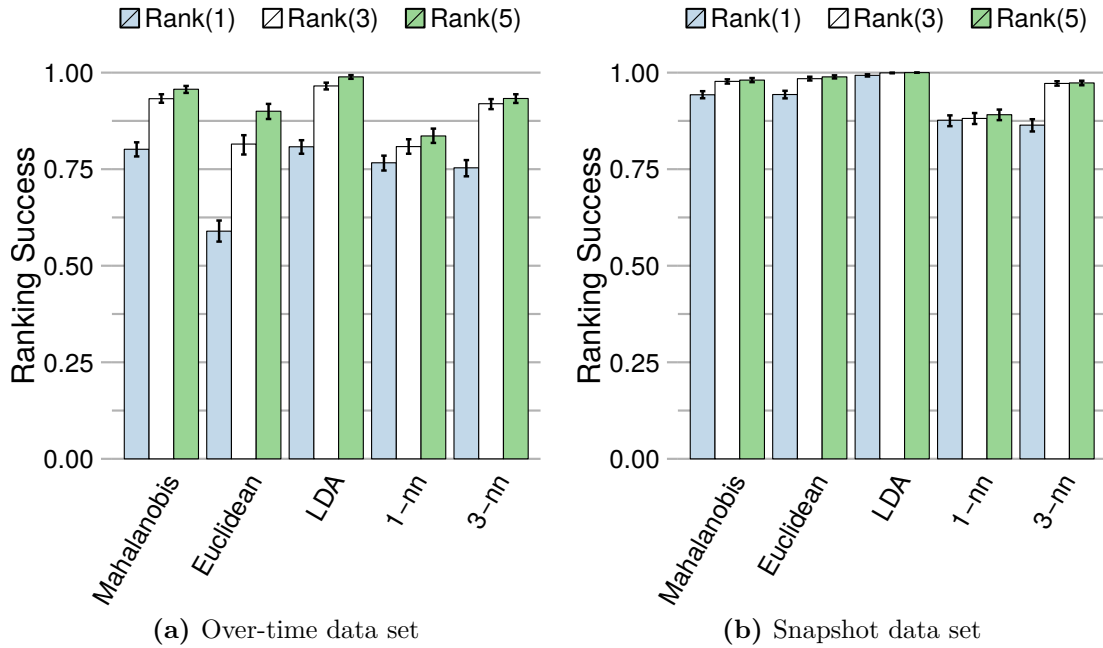 Rank(1) Rank(3) Rank(5)
Ranking Success
1.00
0.75
0.50
0.25
0.00
Mahalanobis
Euclidean
LDA
1−nn
3−nn
(a) Over-time data set
Rank(1) Rank(3) Rank(5)
Ranking Success
1.00
0.75
0.50
0.25
0.00
Mahalanobis
Euclidean
LDA
1−nn
3−nn
(b) Snapshot data set